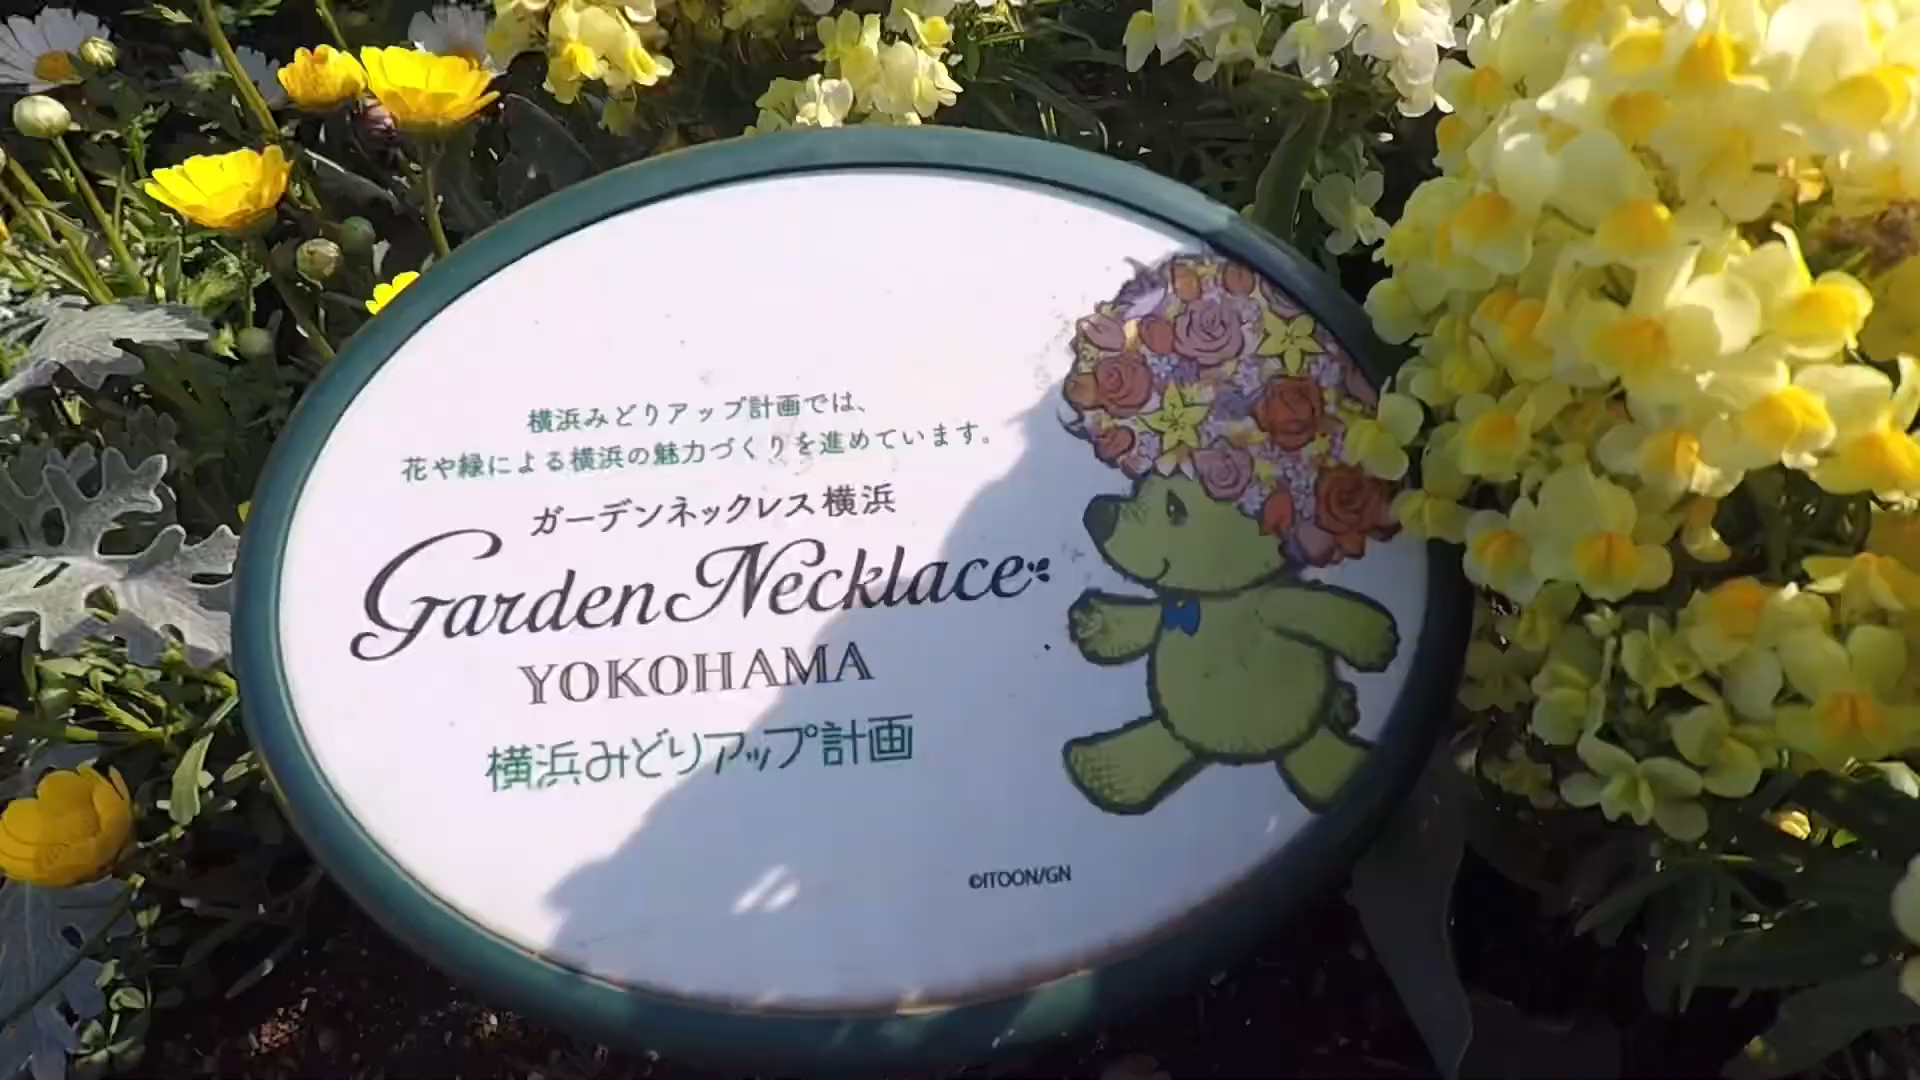 横浜みどりアップ計画では、
花や緑による横浜の魅力づくりを進めています。
ガーデンネックレス横浜
Garden Necklace
YOKOHAMA
横浜みどりアップ計画
©ITOON/GN